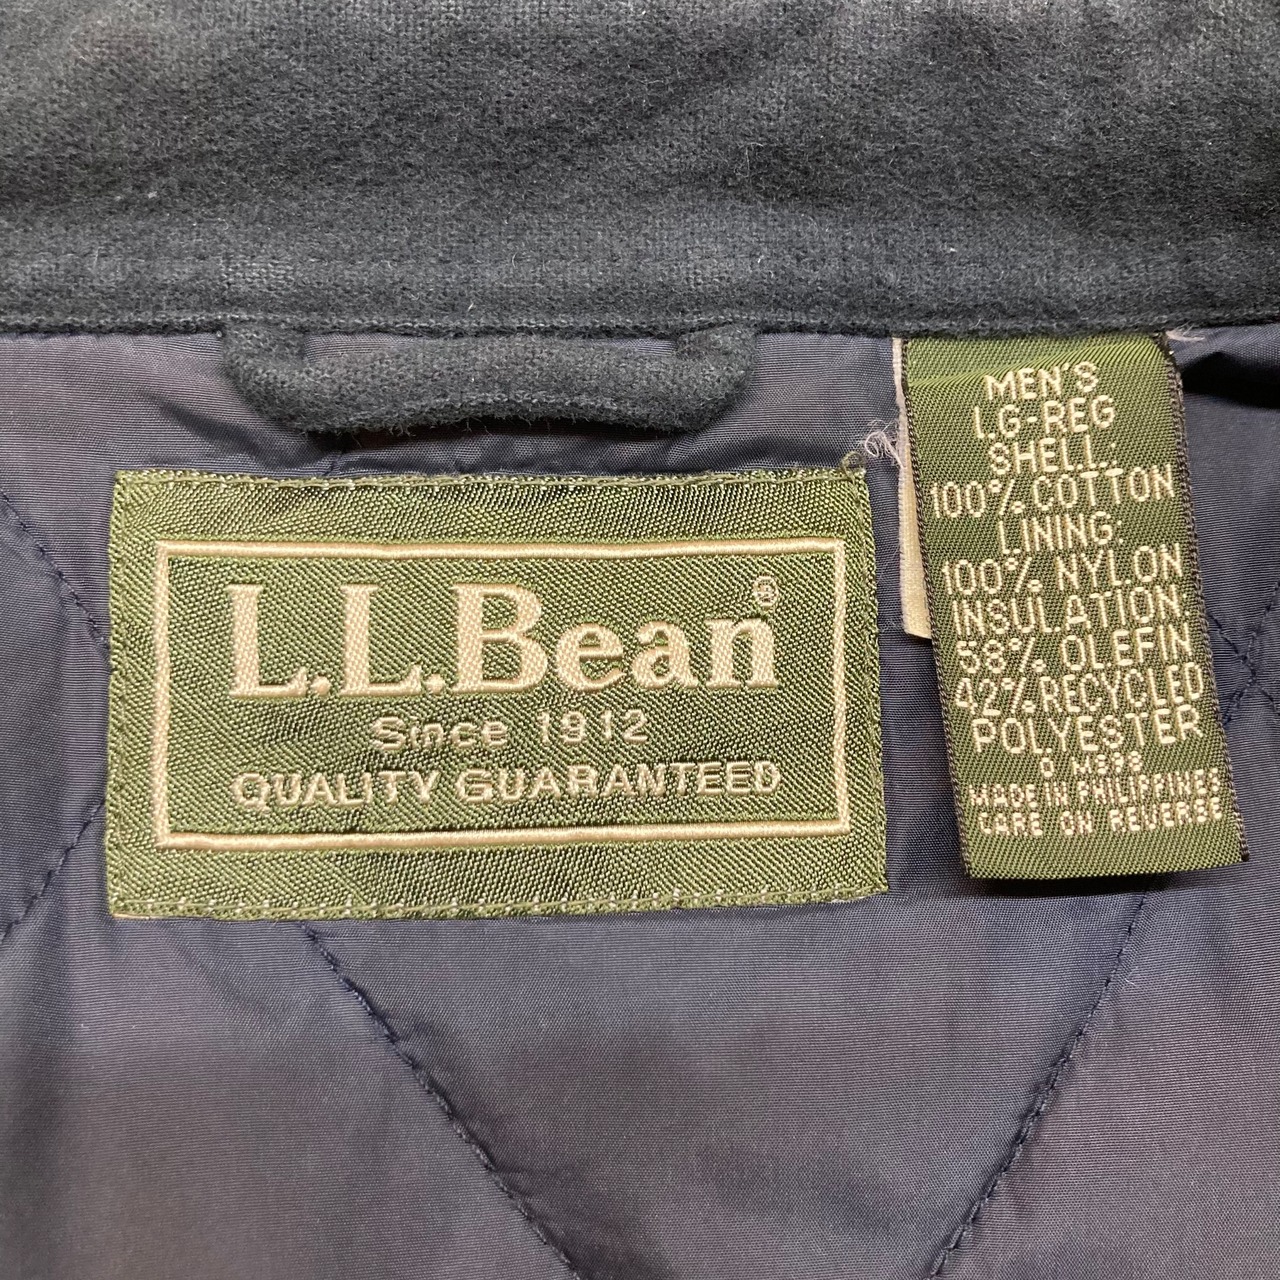 L.L.Bean®
Since 1912
QUALITY GUARANTEED
MEN'S
LG-REG
SHELL:
100% COTTON
LINING:
100% NYLON
INSULATION:
58% OLEFIN
42% RECYCLED
POLYESTER
MADE IN PHILIPPINES
CARE ON REVERSE